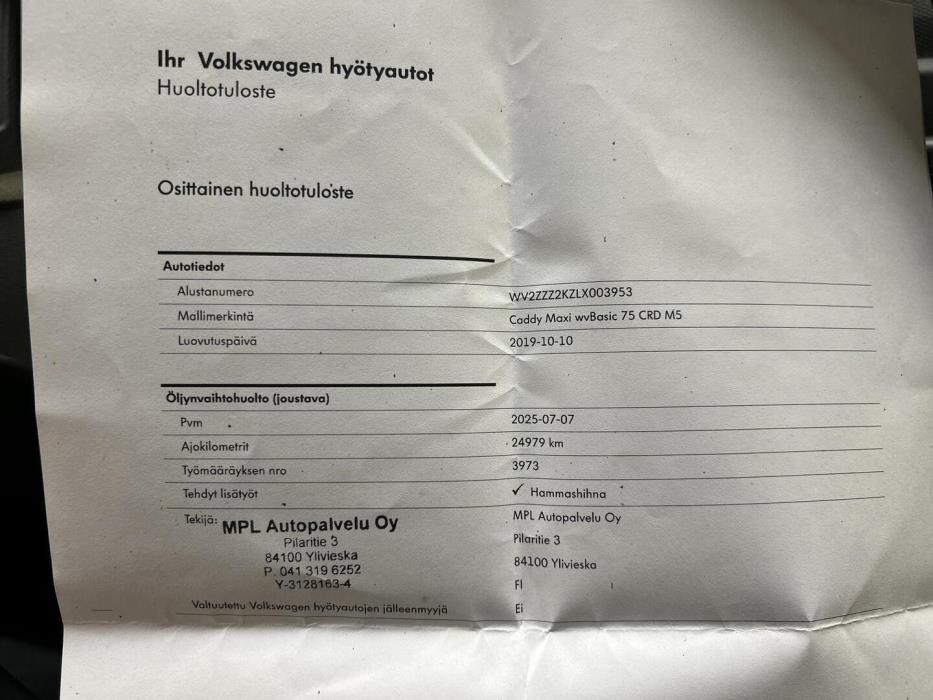 Ihr Volkswagen hyötyautot
Huoltotuloste
Osittainen huoltotuloste
Autotiedot
Alustanumero WV2ZZZ2KZLX003953
Mallimerkintä Caddy Maxi wvBasic 75 CRD M5
Luovutuspäivä 2019-10-10
Öljynvaihtohuolto (joustava)
Pvm 2025-07-07
Ajokilometrit 24979 km
Työmääräyksen nro 3973
Tehdyt lisätyöt ✓ Hammashihna
Tekijä: MPL Autopalvelu Oy MPL Autopalvelu Oy
Pilaritie 3 Pilaritie 3
84100 Ylivieska 84100 Ylivieska
P. 041 319 6252
Y-3128163-4 FI
Valtuutettu Volkswagen hyötyautojen jälleenmyyjä Ei